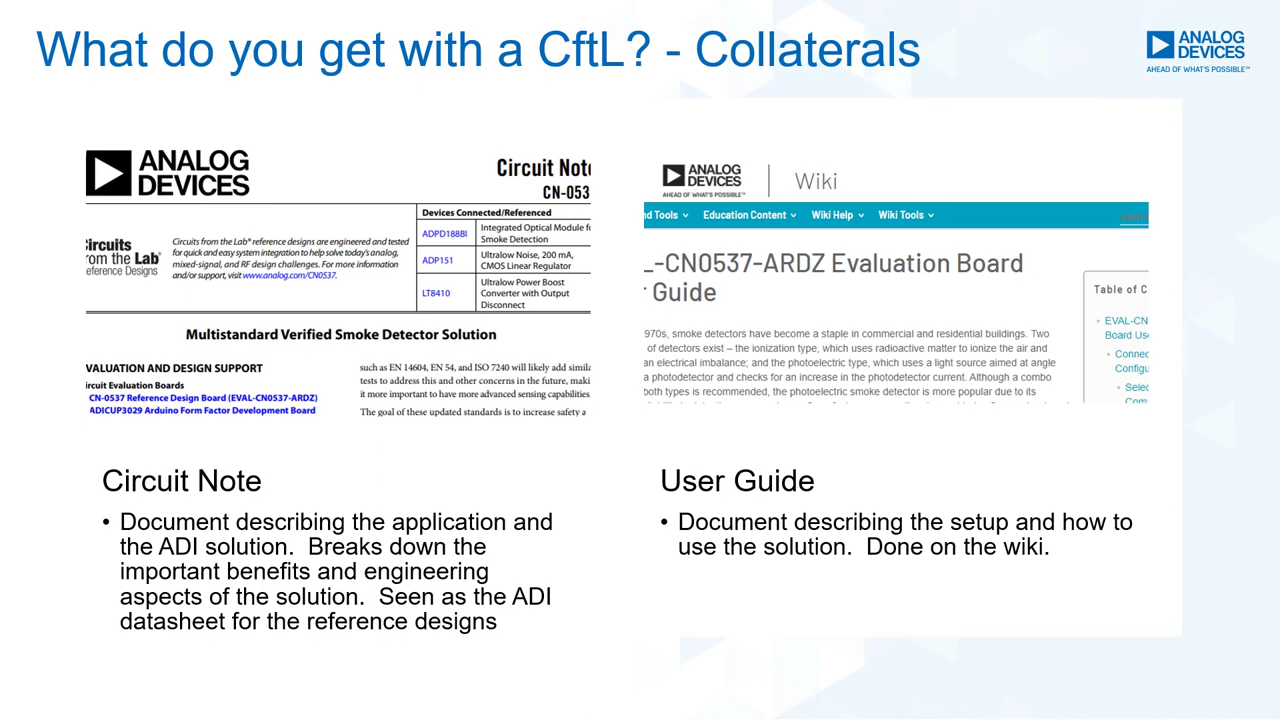 What do you get with a CftL? - Collaterals
ANALOG
DEVICES
AHEAD OF WHAT'S POSSIBLE™
ANALOG
DEVICES
Circuit Note
CN-053
Circuits
from the Lab®
Reference Designs
Circuits from the Lab® reference designs are engineered and tested
for quick and easy system integration to help solve today's analog,
mixed-signal, and RF design challenges. For more information
and/or support, visit www.analog.com/CN0537.
Devices Connected/Referenced
ADPD188BI
Integrated Optical Module fo
Smoke Detection
ADP151
Ultralow Noise, 200 mA,
CMOS Linear Regulator
LT8410
Ultralow Power Boost
Converter with Output
Disconnect
Multistandard Verified Smoke Detector Solution
VALUATION AND DESIGN SUPPORT
ircuit Evaluation Boards
CN-0537 Reference Design Board (EVAL-CN0537-ARDZ)
ADICUP3029 Arduino Form Factor Development Board
such as EN 14604, EN 54, and ISO 7240 will likely add simila
tests to address this and other concerns in the future, maki
it more important to have more advanced sensing capabilities
The goal of these updated standards is to increase safety a
ANALOG
DEVICES
AHEAD OF WHAT'S POSSIBLE™
Wiki
nd Tools
Education Content
Wiki Help
Wiki Tools
L-CN0537-ARDZ Evaluation Board
r Guide
970s, smoke detectors have become a staple in commercial and residential buildings. Two
of detectors exist – the ionization type, which uses radioactive matter to ionize the air and
an electrical imbalance; and the photoelectric type, which uses a light source aimed at angle
a photodetector and checks for an increase in the photodetector current. Although a combo
both types is recommended, the photoelectric smoke detector is more popular due to its
Table of C
EVAL-CN
Board Use
Connec
Configu
Selec
Com
Circuit Note
• Document describing the application and
the ADI solution. Breaks down the
important benefits and engineering
aspects of the solution. Seen as the ADI
datasheet for the reference designs
User Guide
• Document describing the setup and how to
use the solution. Done on the wiki.